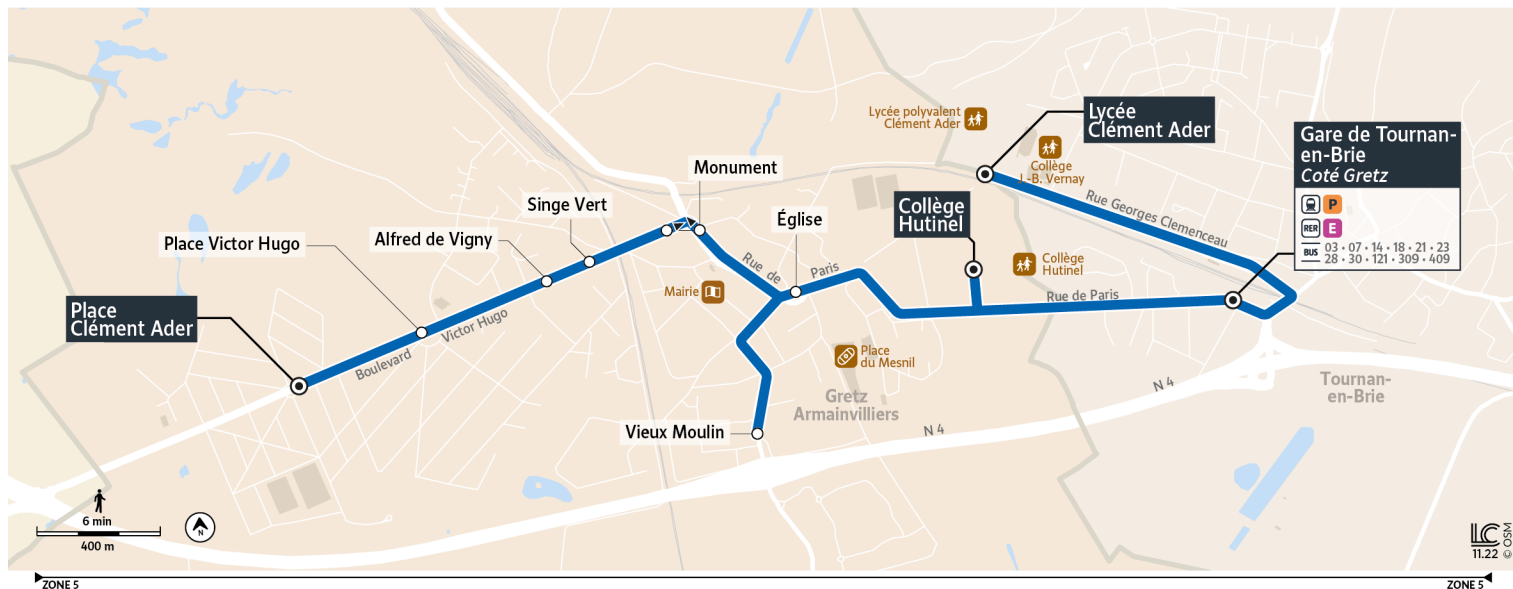 Lycée polyvalent
Clément Ader
Lycée
Clément Ader
Gare de Tournan-
en-Brie
Coté Gretz
P
RER E
BUS 03 • 07 • 14 • 18 • 21 • 23
28 • 30 • 121 • 309 • 409
Collège
J.-B. Vernay
Monument
Singe Vert
Collège
Hutinel
Rue Georges Clemenceau
Église
Place Victor Hugo
Alfred de Vigny
Rue de Paris
Collège
Hutinel
Mairie
Rue de Paris
Place
Clément Ader
Boulevard Victor Hugo
Place
du Mesnil
Gretz
Armainvilliers
N 4
Tournan-
en-Brie
Vieux Moulin
N 4
6 min
400 m
N
LC
11.22
© OSM
ZONE 5
ZONE 5